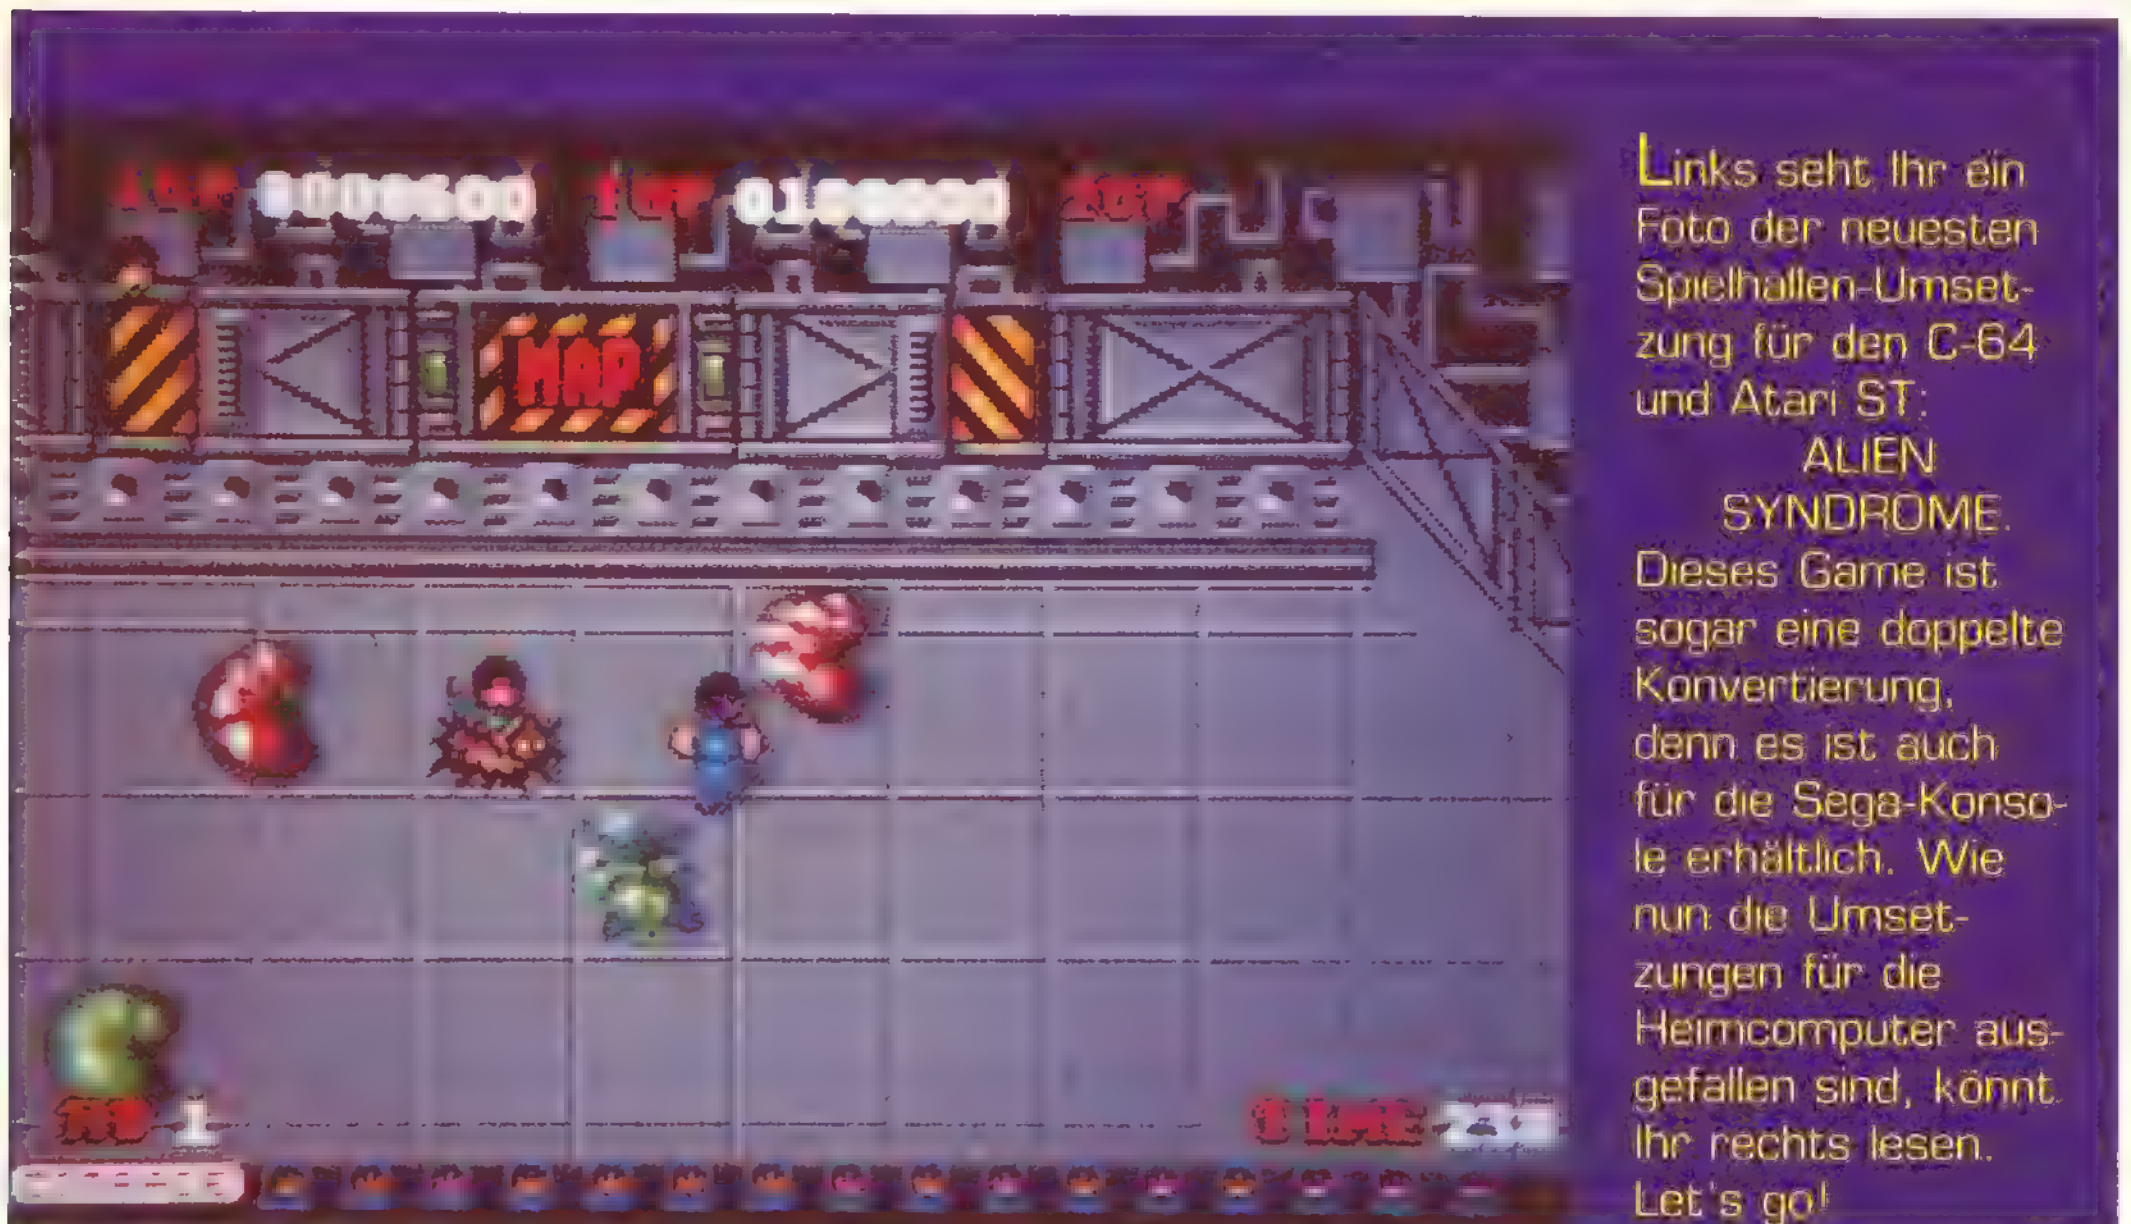 0008600
MAP
1
Links seht Ihr ein
Foto der neuesten
Spielhallen-Umset-
zung für den C-64
und Atari ST:
ALIEN
SYNDROME.
Dieses Game ist
sogar eine doppelte
Konvertierung,
denn es ist auch
für die Sega-Konso-
le erhältlich. Wie
nun die Umset-
zungen für die
Heimcomputer aus-
gefallen sind, könnt
Ihr rechts lesen.
Let's go!